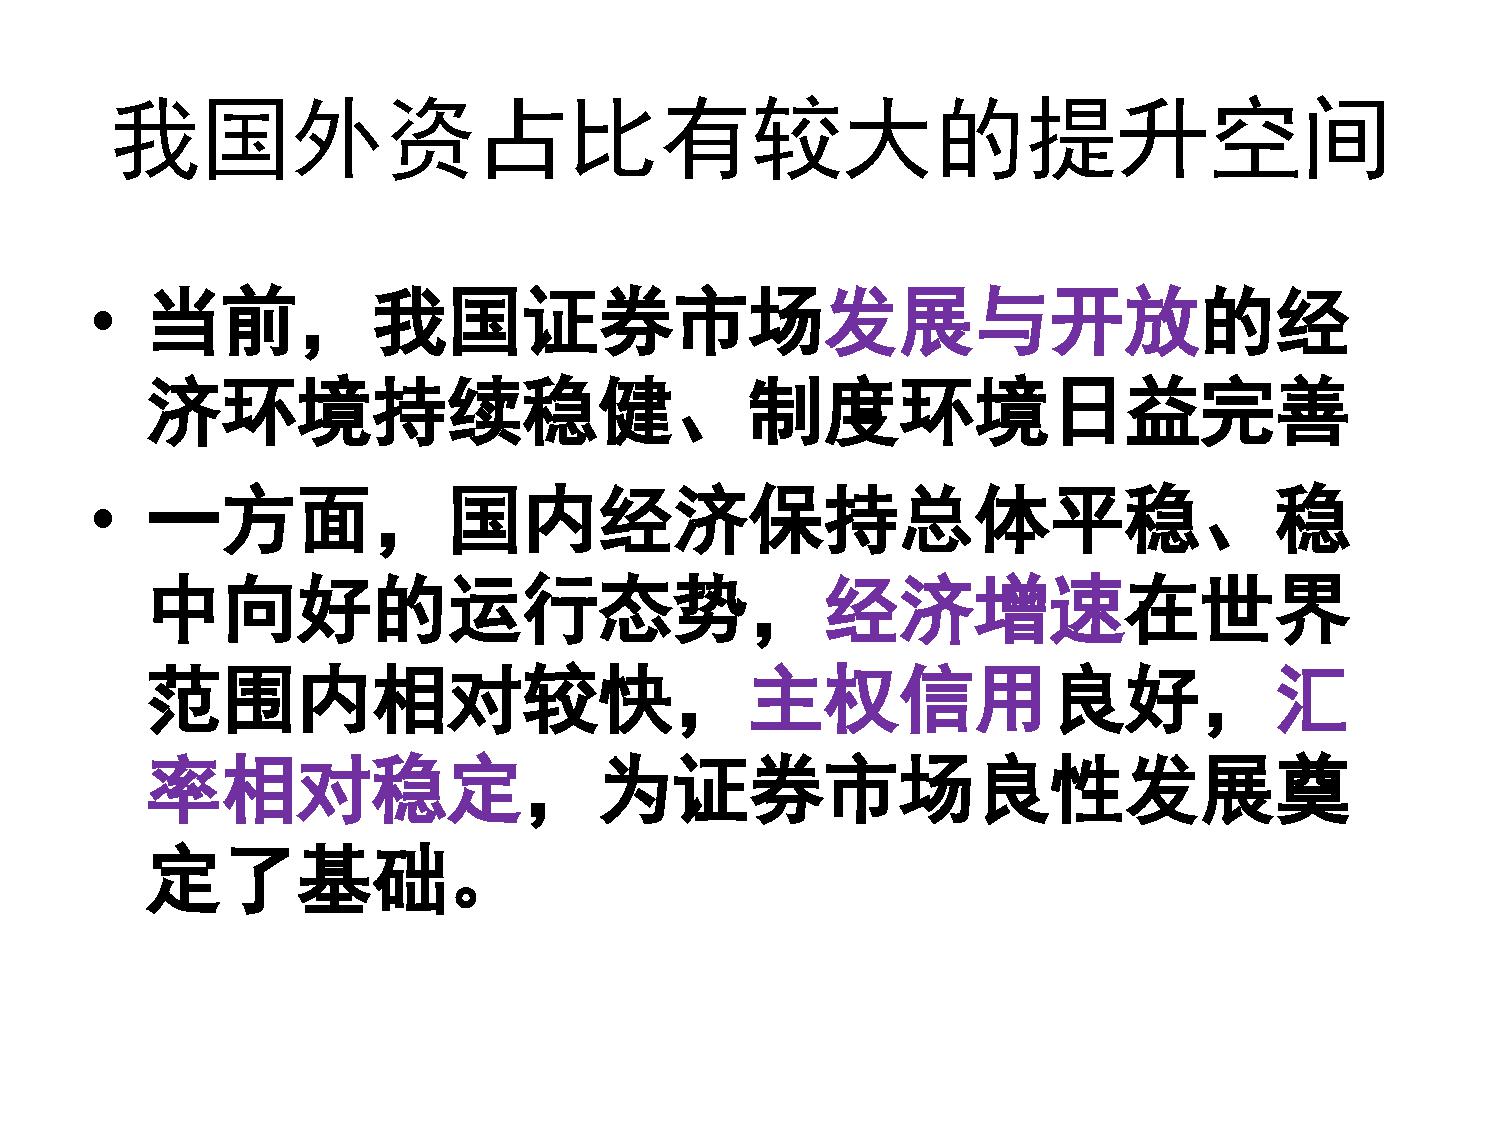 我国外资占比有较大的提升空间
• 当前，我国证券市场发展与开放的经
济环境持续稳健、制度环境日益完善
• 一方面，国内经济保持总体平稳、稳
中向好的运行态势，经济增速在世界
范围内相对较快，主权信用良好，汇
率相对稳定，为证券市场良性发展奠
定了基础。